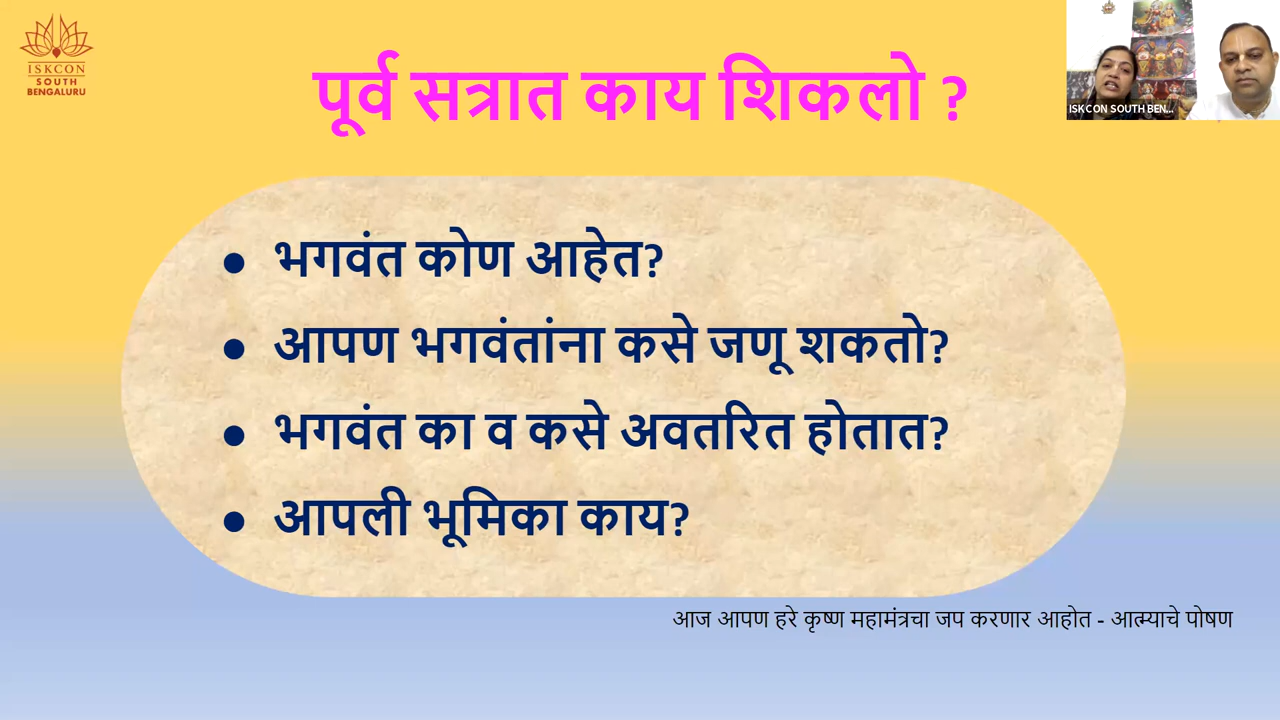 ISKCON
SOUTH
BENGALURU
पूर्व सत्रात काय शिकलो ?
ISKCON SOUTH BEN...
● भगवंत कोण आहेत?
● आपण भगवंतांना कसे जणू शकतो?
● भगवंत का व कसे अवतरित होतात?
● आपली भूमिका काय?
आज आपण हरे कृष्ण महामंत्रचा जप करणार आहोत - आत्म्याचे पोषण